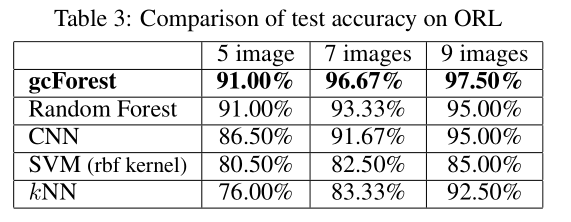 Table 3: Comparison of test accuracy on ORL
5 image 7 images 9 images
gcForest 91.00% 96.67% 97.50%
Random Forest 91.00% 93.33% 95.00%
CNN 86.50% 91.67% 95.00%
SVM (rbf kernel) 80.50% 82.50% 85.00%
kNN 76.00% 83.33% 92.50%